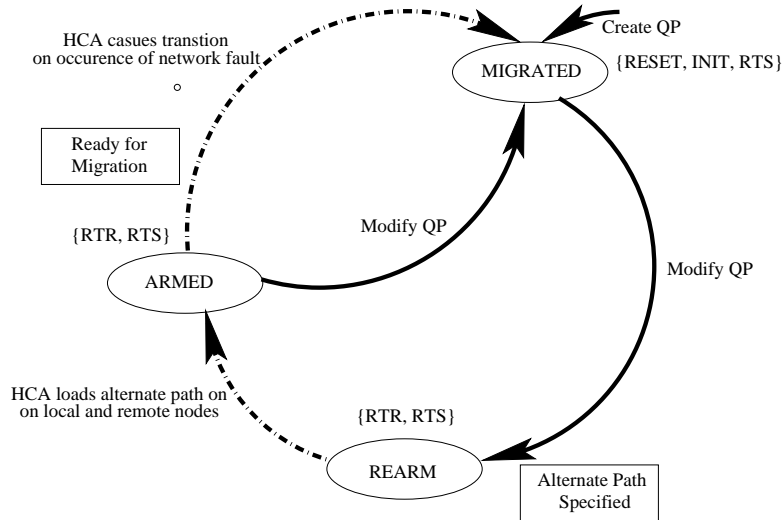 HCA casues transtion
on occurence of network fault
Create QP
MIGRATED
{RESET, INIT, RTS}
Ready for
Migration
{RTR, RTS}
Modify QP
ARMED
Modify QP
HCA loads alternate path on
on local and remote nodes
{RTR, RTS}
REARM
Alternate Path
Specified